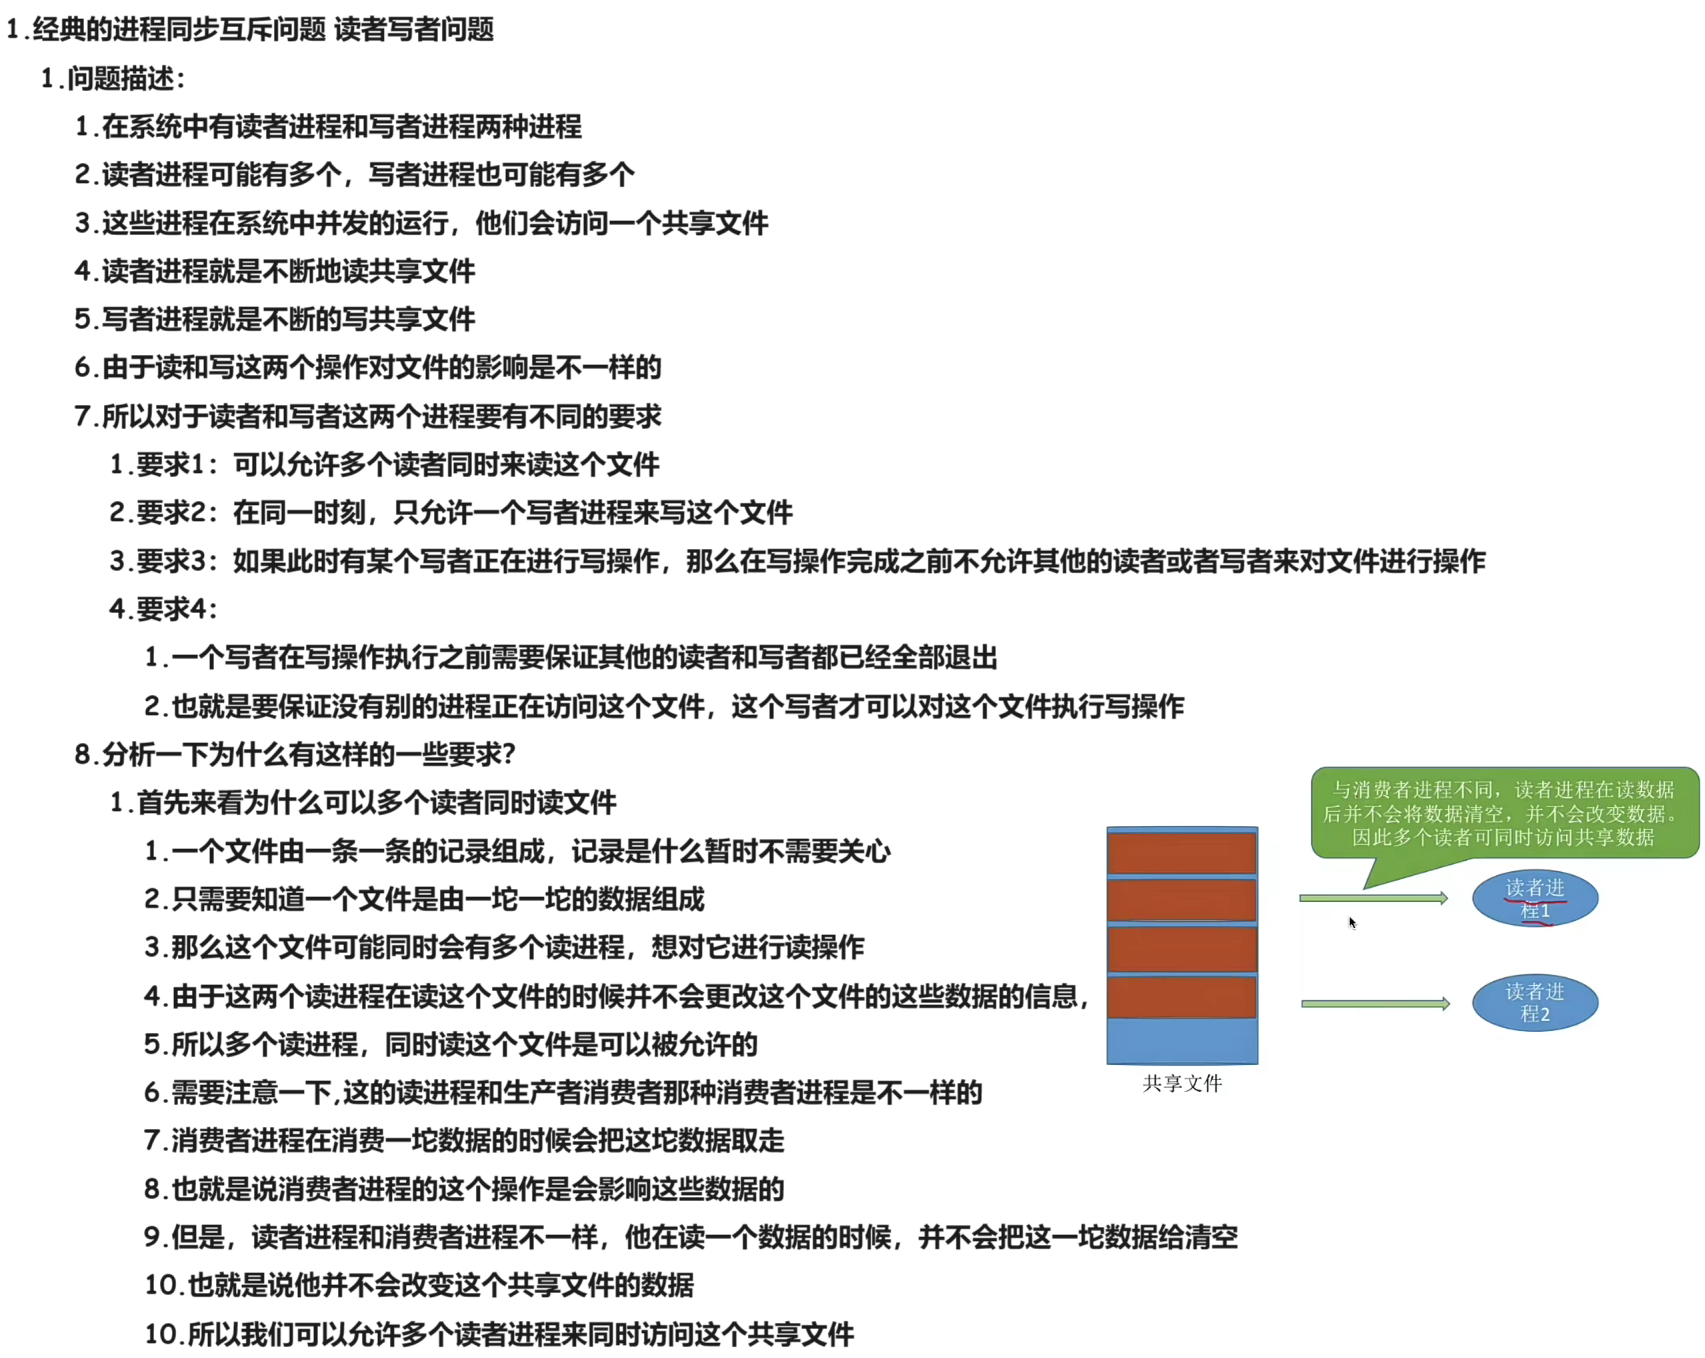 1.经典的进程同步互斥问题 读者写者问题
1.问题描述：
1.在系统中有读者进程和写者进程两种进程
2.读者进程可能有多个，写者进程也可能有多个
3.这些进程在系统中并发的运行，他们会访问一个共享文件
4.读者进程就是不断地读共享文件
5.写者进程就是不断的写共享文件
6.由于读和写这两个操作对文件的影响是不一样的
7.所以对于读者和写者这两个进程要有不同的要求
1.要求1：可以允许多个读者同时来读这个文件
2.要求2：在同一时刻，只允许一个写者进程来写这个文件
3.要求3：如果此时有某个写者正在进行写操作，那么在写操作完成之前不允许其他的读者或者写者来对文件进行操作
4.要求4：
1.一个写者在写操作执行之前需要保证其他的读者和写者都已经全部退出
2.也就是要保证没有别的进程正在访问这个文件，这个写者才可以对这个文件执行写操作
8.分析一下为什么有这样的一些要求？
1.首先来看为什么可以多个读者同时读文件
1.一个文件由一条一条的记录组成，记录是什么暂时不需要关心
2.只需要知道一个文件是由一坨一坨的数据组成
3.那么这个文件可能同时会有多个读进程，想对它进行读操作
4.由于这两个读进程在读这个文件的时候并不会更改这个文件的这些数据的信息，
5.所以多个读进程，同时读这个文件是可以被允许的
6.需要注意一下,这的读进程和生产者消费者那种消费者进程是不一样的
7.消费者进程在消费一坨数据的时候会把这坨数据取走
8.也就是说消费者进程的这个操作是会影响这些数据的
9.但是，读者进程和消费者进程不一样，他在读一个数据的时候，并不会把这一坨数据给清空
10.也就是说他并不会改变这个共享文件的数据
10.所以我们可以允许多个读者进程来同时访问这个共享文件
与消费者进程不同，读者进程在读数据
后并不会将数据清空，并不会改变数据。
因此多个读者可同时访问共享数据
读者进
程1
读者进
程2
共享文件